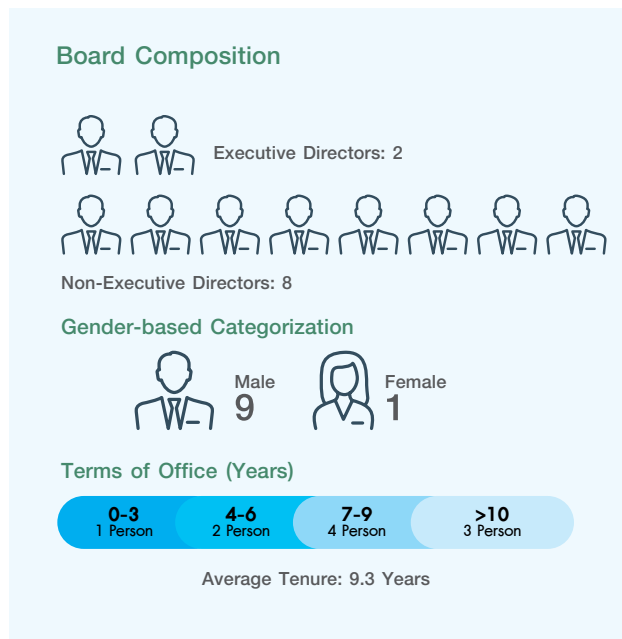 Board Composition
Executive Directors: 2
Non-Executive Directors: 8
Gender-based Categorization
Male
9
Female
1
Terms of Office (Years)
0-3
1 Person
4-6
2 Person
7-9
4 Person
>10
3 Person
Average Tenure: 9.3 Years